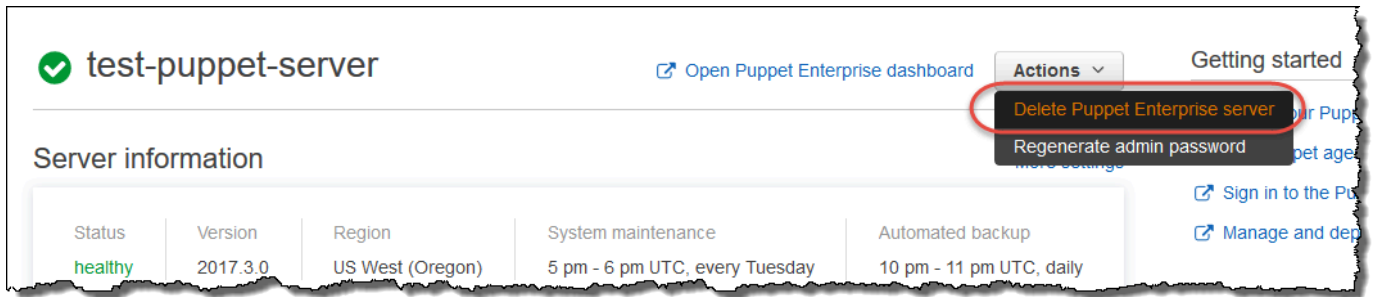 test-puppet-server
Open Puppet Enterprise dashboard
Actions
Getting started
Delete Puppet Enterprise server
Regenerate admin password
Server information
Sign in to the
Manage and
Status Version Region System maintenance Automated backup
healthy 2017.3.0 US West (Oregon) 5 pm - 6 pm UTC, every Tuesday 10 pm - 11 pm UTC, daily